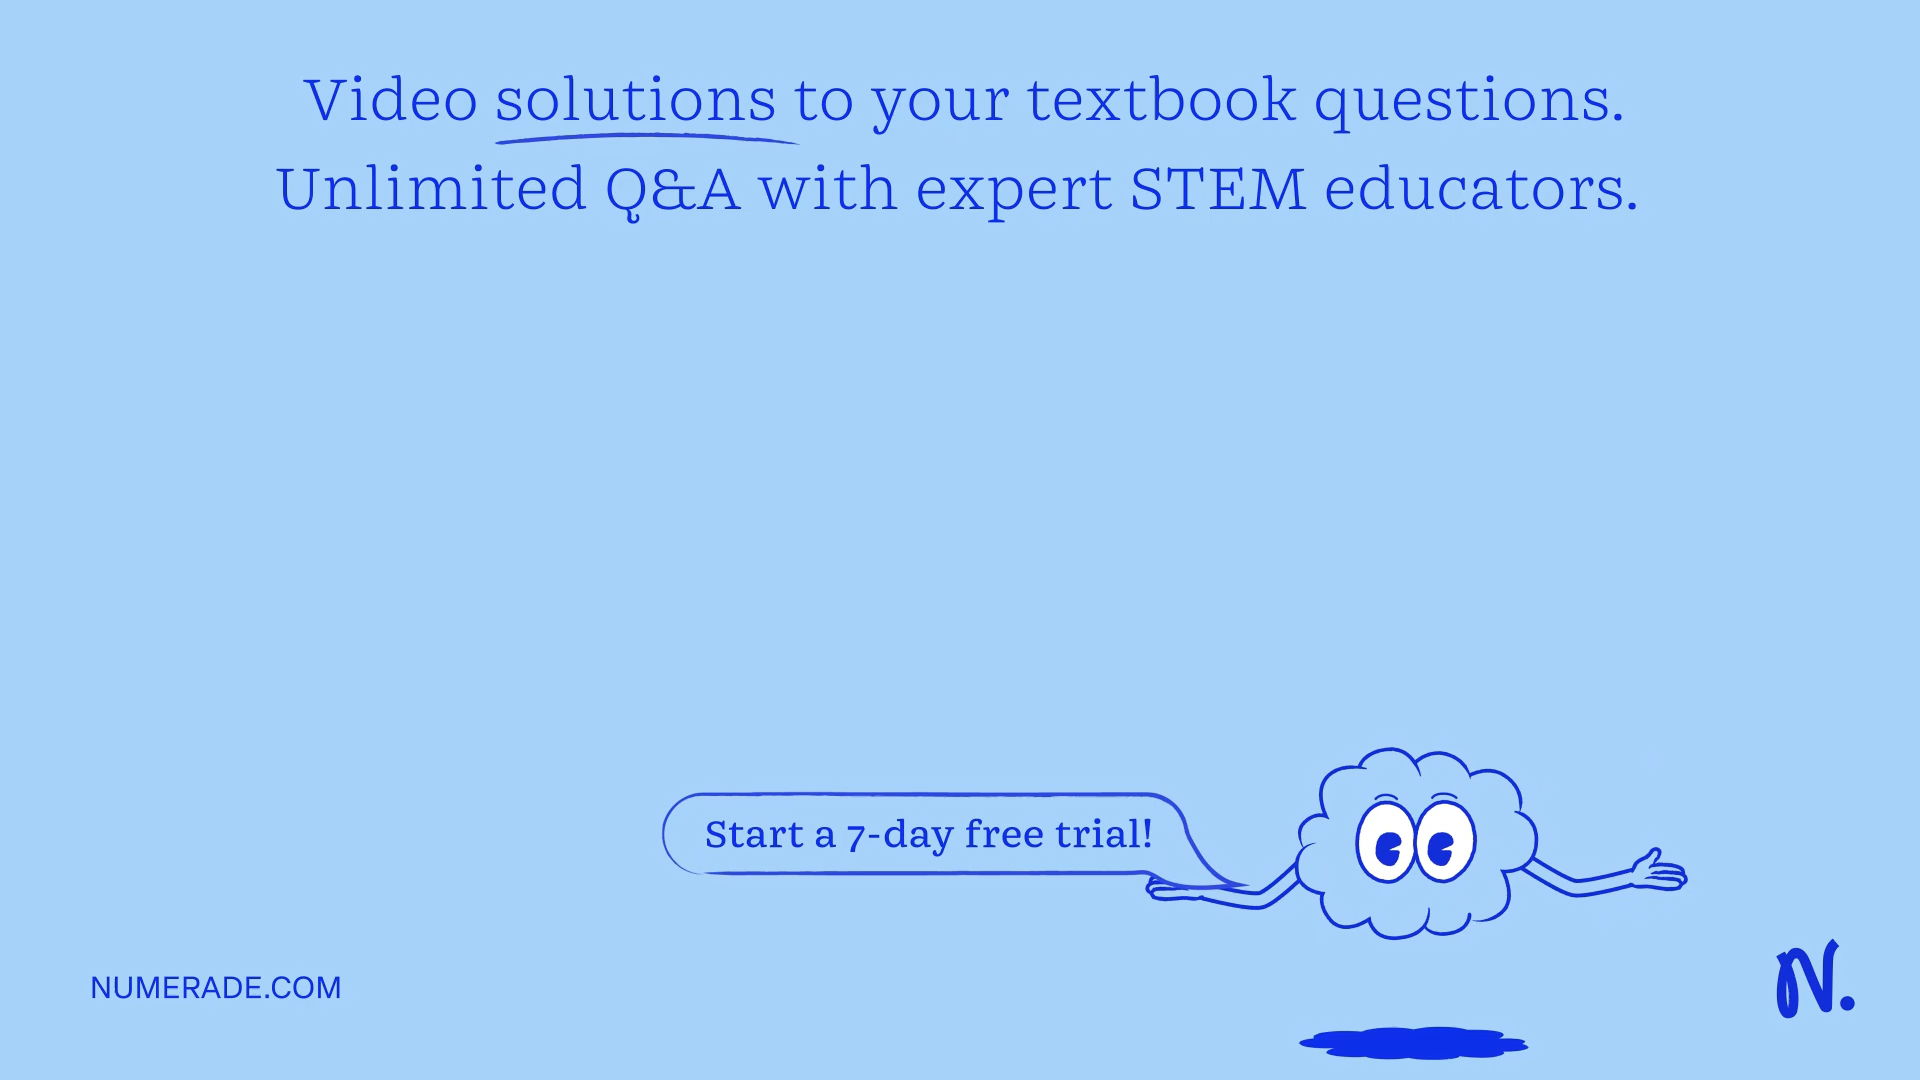 Video solutions to your textbook questions.
Unlimited Q&A with expert STEM educators.
Start a 7-day free trial!
NUMERADE.COM
N.